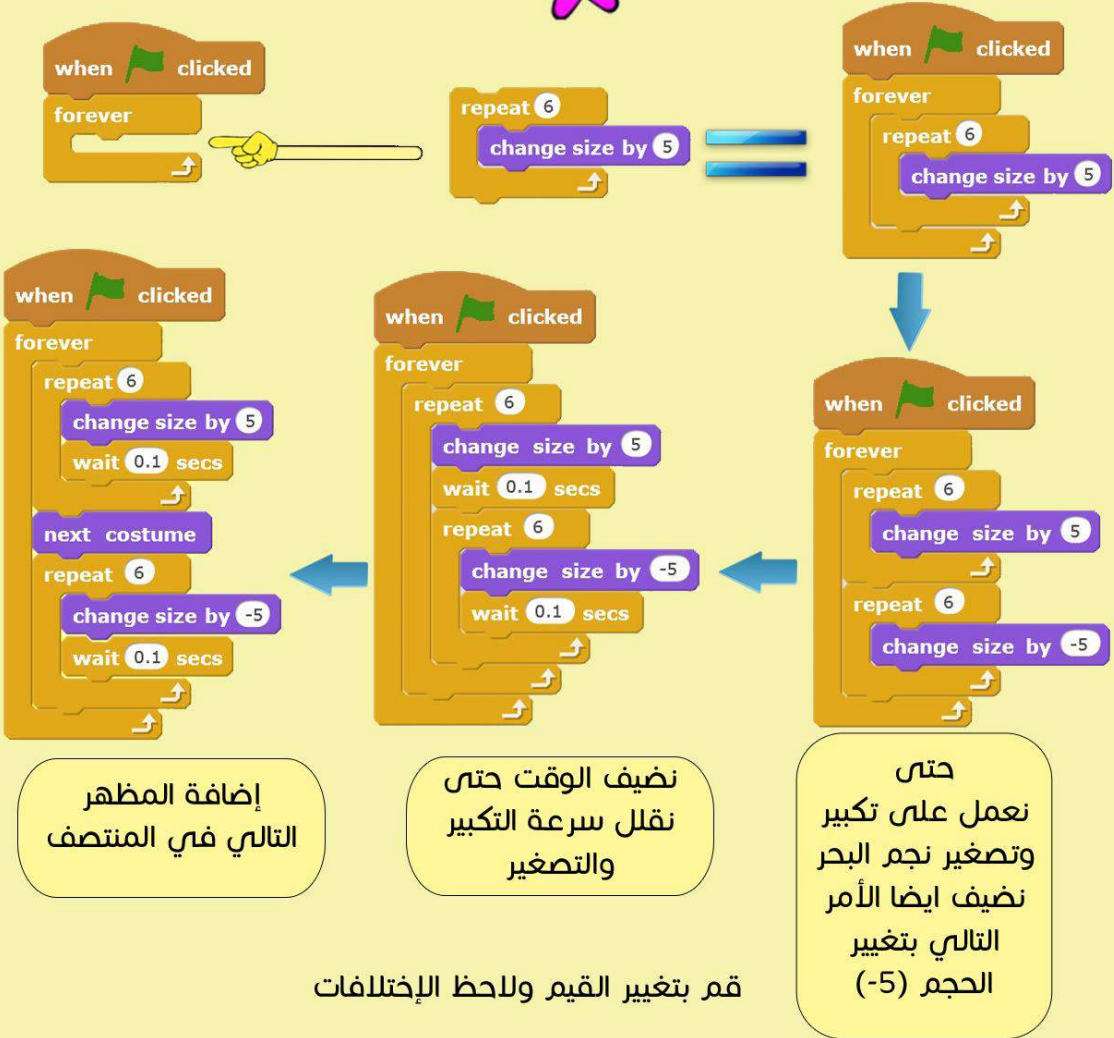 when clicked
forever
repeat 6
change size by 5
when clicked
forever
repeat 6
change size by 5
when clicked
forever
repeat 6
change size by 5
repeat 6
change size by -5
when clicked
forever
repeat 6
change size by 5
wait 0.1 secs
repeat 6
change size by -5
wait 0.1 secs
when clicked
forever
repeat 6
change size by 5
wait 0.1 secs
next costume
repeat 6
change size by -5
wait 0.1 secs
حتى
نعمل على تكبير
وتصغير نجم البحر
نضيف ايضا الأمر
التالي بتغيير
الحجم (5-)
نضيف الوقت حتى
نقلل سرعة التكبير
والتصغير
إضافة المظهر
التالي في المنتصف
قم بتغيير القيم ولاحظ الإختلافات